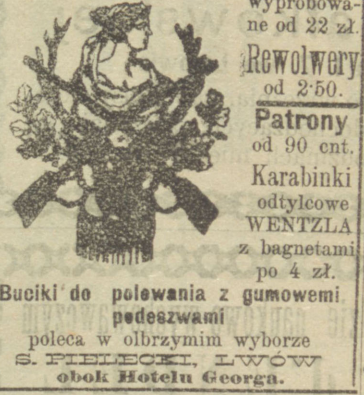 wypróbowa-
ne od 22 zł.
Rewolwery
od 2·50.
Patrony
od 90 cnt.
Karabinki
odtylcowe
WENTZLA
z bagnetami
po 4 zł.
Buciki do polowania z gumowemi
podeszwami
poleca w olbrzymim wyborze
S. PIELECKI, LWÓW
obok Hotelu Georga.